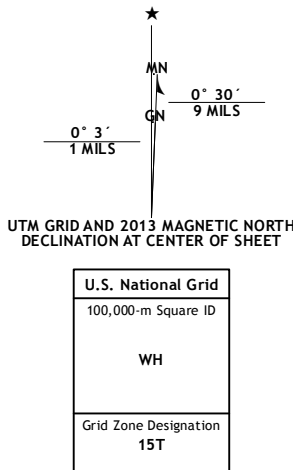 ★
MN
GN
0° 30´
9 MILS
0° 3´
1 MILS
UTM GRID AND 2013 MAGNETIC NORTH
DECLINATION AT CENTER OF SHEET
U.S. National Grid
100,000-m Square ID
WH
Grid Zone Designation
15T